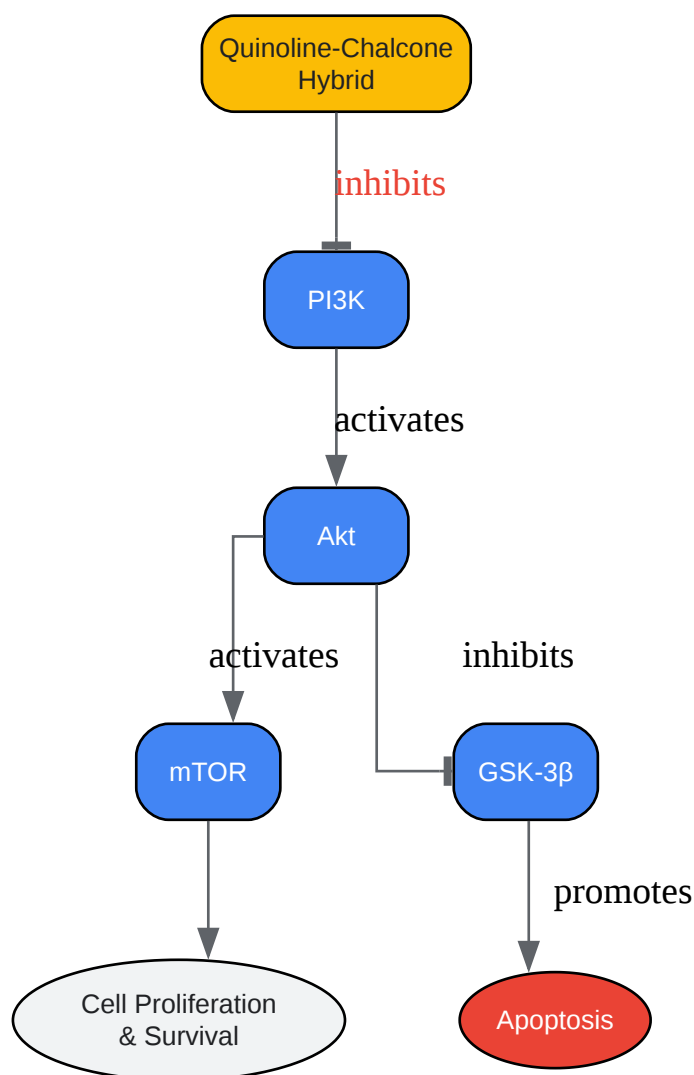 Quinoline-Chalcone
Hybrid
inhibits
PI3K
activates
Akt
activates
inhibits
mTOR
GSK-3β
promotes
Cell Proliferation
& Survival
Apoptosis